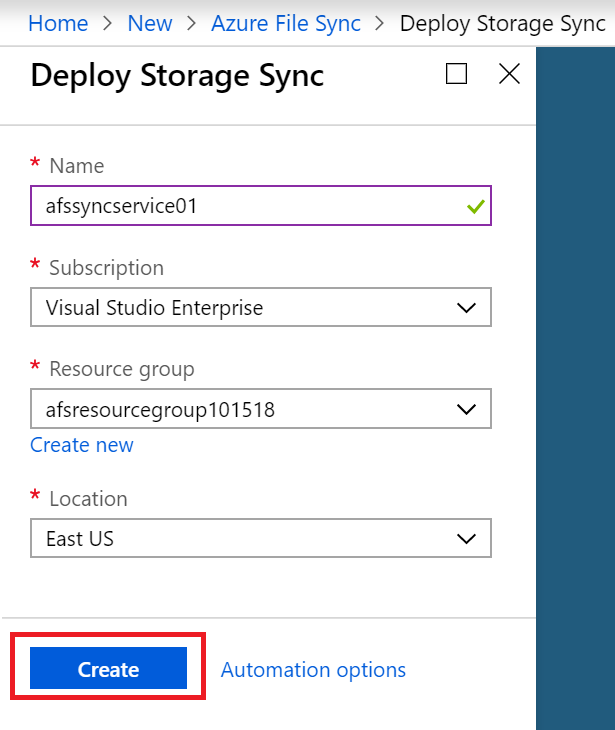 Home > New > Azure File Sync > Deploy Storage Sync
Deploy Storage Sync
* Name
afssyncservice01
* Subscription
Visual Studio Enterprise
* Resource group
afsresourcegroup101518
Create new
* Location
East US
Create Automation options